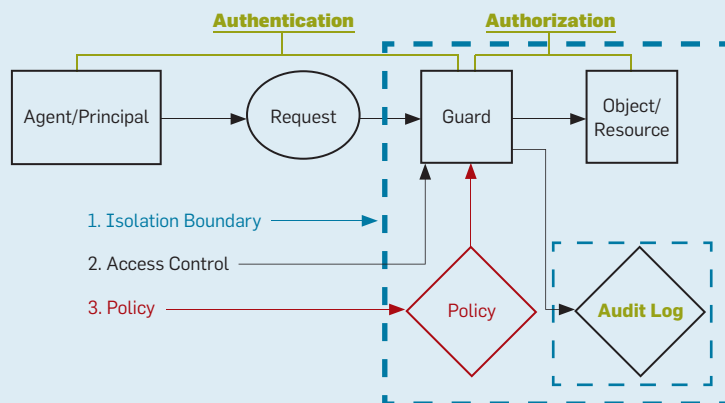 Authentication
Authorization
Agent/Principal
Request
Guard
Object/
Resource
1. Isolation Boundary
2. Access Control
3. Policy
Policy
Audit Log